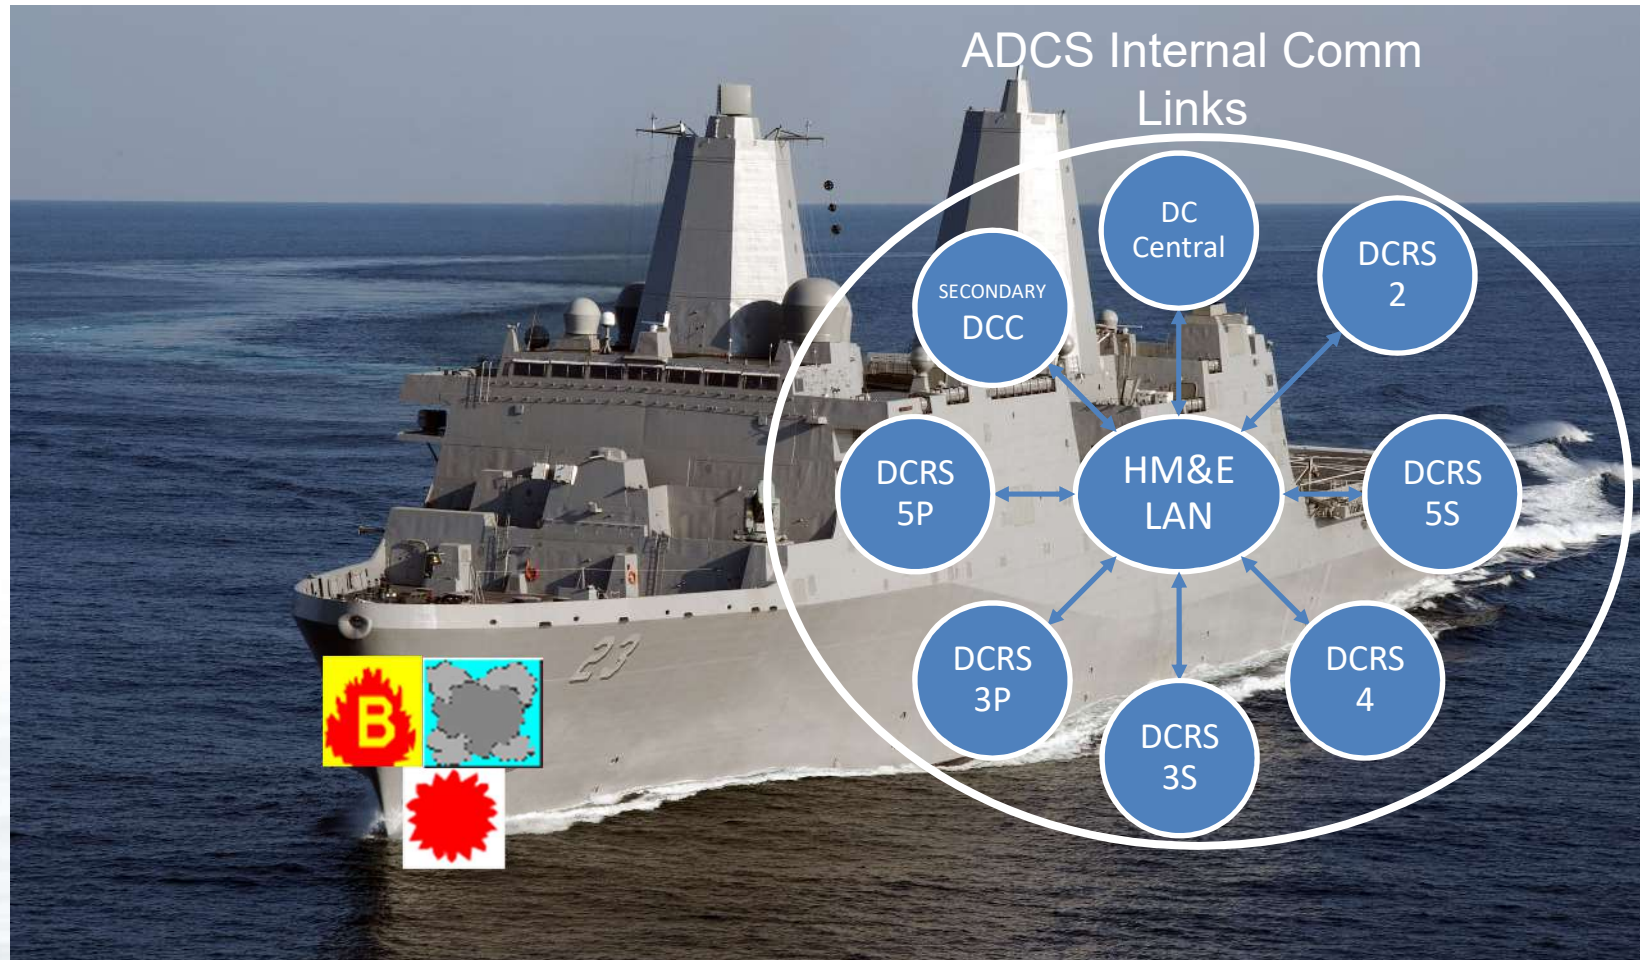 ADCS Internal Comm
Links
DC
Central
DCRS
2
SECONDARY
DCC
DCRS
5P
HM&E
LAN
DCRS
5S
DCRS
3P
DCRS
4
DCRS
3S
23
B